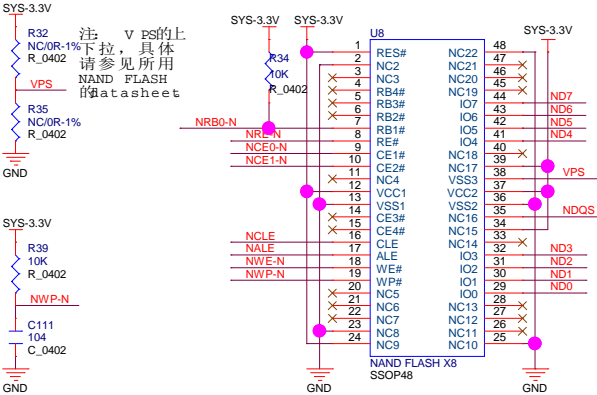 SYS-3.3V
R32
NC/0R-1%
R_0402
VPS
R35
NC/0R-1%
R_0402
GND
注: V PS的上
下拉，具体
请参见所用
NAND FLASH
的datasheet
SYS-3.3V
R39
10K
R_0402
NWP-N
C111
104
C_0402
GND
SYS-3.3V
SYS-3.3V
R34
10K
R_0402
NRB0-N
NRE-N
NCE0-N
NCE1-N
NCLE
NALE
NWE-N
NWP-N
GND
U8
1 RES# NC22 48
2 NC2 NC21 47
3 NC3 NC20 46
4 RB4# NC19 45
5 RB3# IO7 44 ND7
6 RB2# IO6 43 ND6
7 RB1# IO5 42 ND5
8 RE# IO4 41 ND4
9 CE1# NC18 40
10 CE2# NC17 39
11 NC4 VSS3 38 VPS
12 VCC1 VCC2 37
13 VSS1 VSS2 36
14 CE3# NC16 35 NDQS
15 CE4# NC15 34
16 CLE NC14 33
17 ALE IO3 32 ND3
18 WE# IO2 31 ND2
19 WP# IO1 30 ND1
20 NC5 IO0 29 ND0
21 NC6 NC13 28
22 NC7 NC12 27
23 NC8 NC11 26
24 NC9 NC10 25
NAND FLASH X8
SSOP48
SYS-3.3V
GND